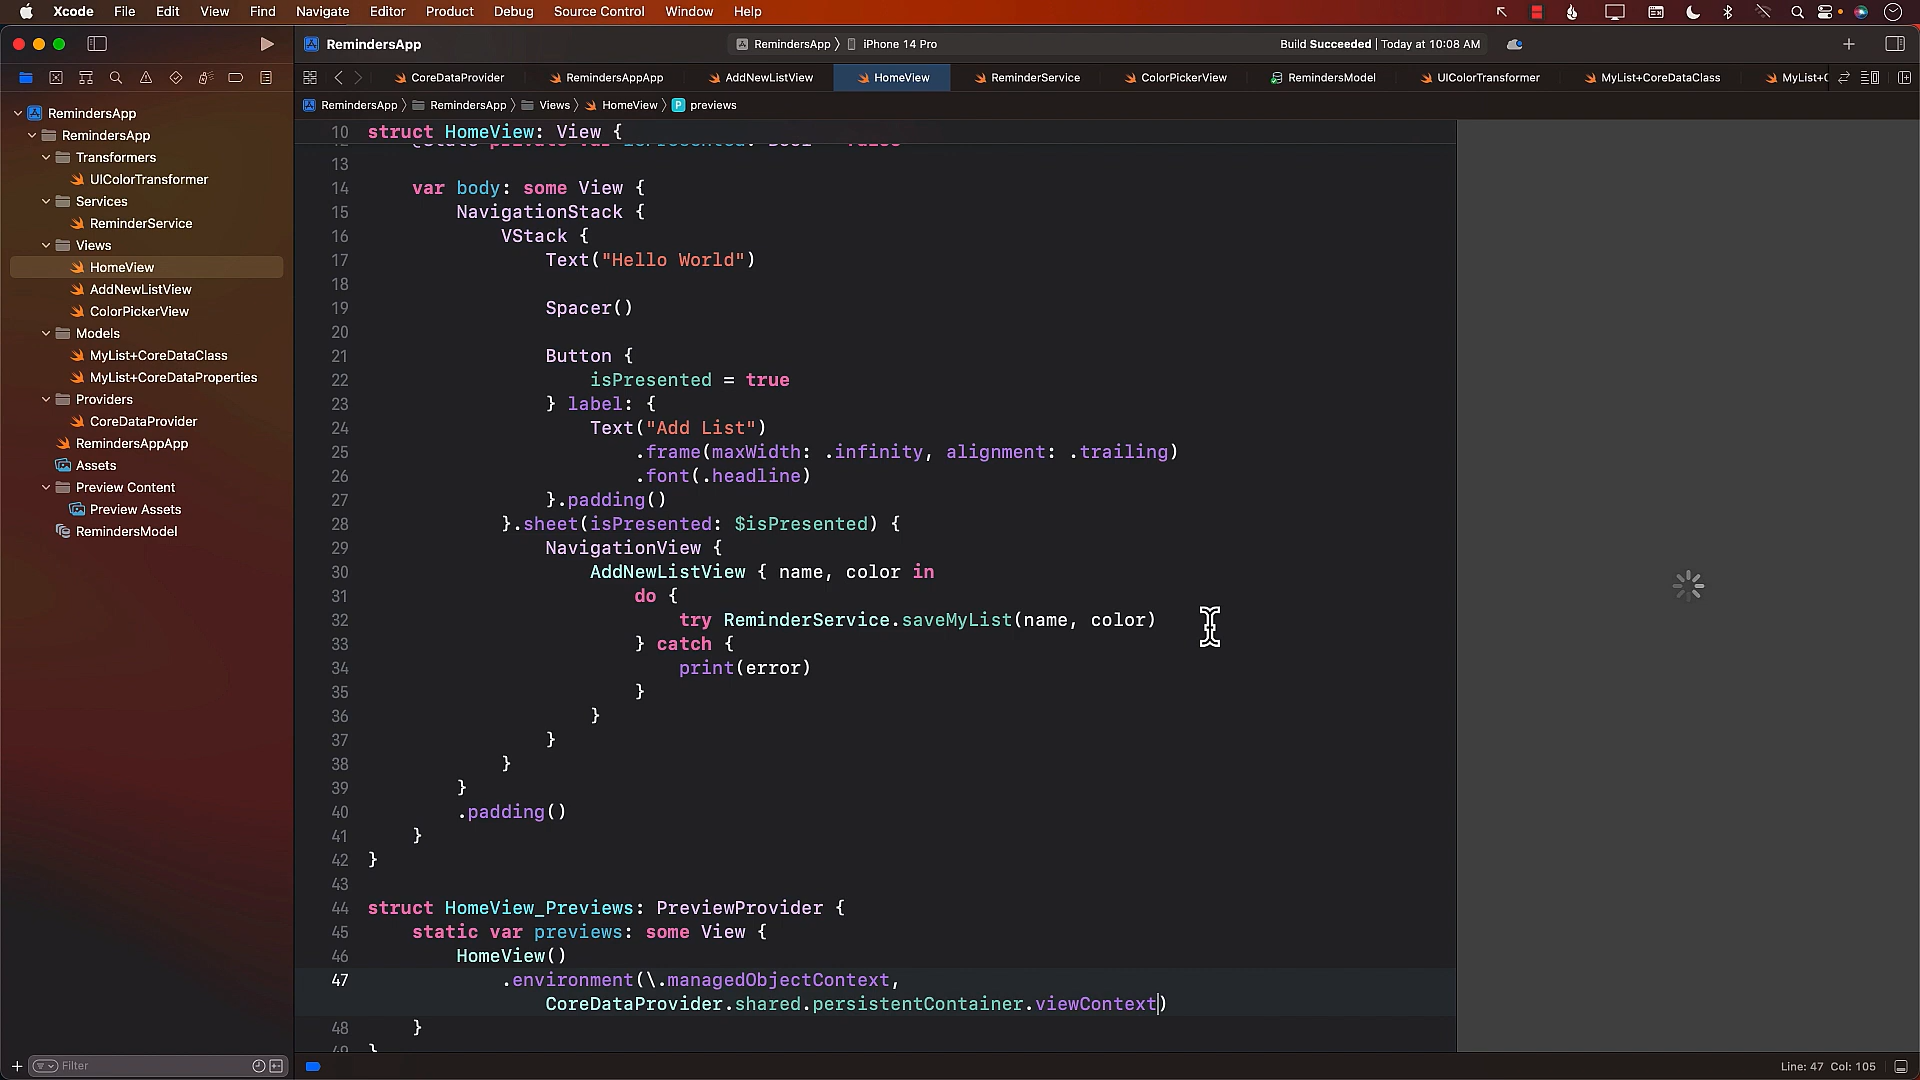 Xcode File Edit View Find Navigate Editor Product Debug Source Control Window Help
RemindersApp
RemindersApp 〉 iPhone 14 Pro
Build Succeeded | Today at 10:08 AM
CoreDataProvider RemindersAppApp AddNewListView HomeView ReminderService ColorPickerView RemindersModel UIColorTransformer MyList+CoreDataClass MyList+C
RemindersApp 〉 RemindersApp 〉 Views 〉 HomeView 〉 P previews
RemindersApp
RemindersApp
Transformers
UIColorTransformer
Services
ReminderService
Views
HomeView
AddNewListView
ColorPickerView
Models
MyList+CoreDataClass
MyList+CoreDataProperties
Providers
CoreDataProvider
RemindersAppApp
Assets
Preview Content
Preview Assets
RemindersModel
Filter
10 struct HomeView: View {
13
14 var body: some View {
15 NavigationStack {
16 VStack {
17 Text("Hello World")
18
19 Spacer()
20
21 Button {
22 isPresented = true
23 } label: {
24 Text("Add List")
25 .frame(maxWidth: .infinity, alignment: .trailing)
26 .font(.headline)
27 }.padding()
28 }.sheet(isPresented: $isPresented) {
29 NavigationView {
30 AddNewListView { name, color in
31 do {
32 try ReminderService.saveMyList(name, color)
33 } catch {
34 print(error)
35 }
36 }
37 }
38 }
39 }
40 .padding()
41 }
42 }
43
44 struct HomeView_Previews: PreviewProvider {
45 static var previews: some View {
46 HomeView()
47 .environment(\.managedObjectContext,
CoreDataProvider.shared.persistentContainer.viewContext)
48 }
49 }
Line: 47 Col: 105